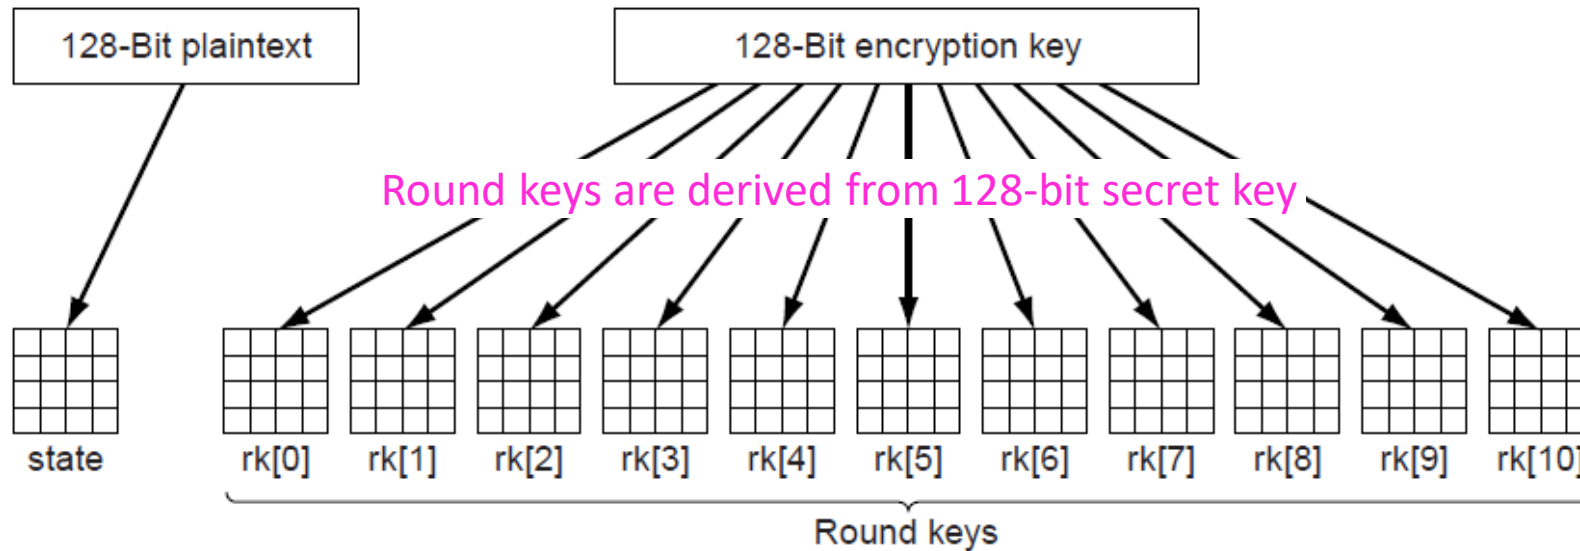 128-Bit plaintext
128-Bit encryption key
Round keys are derived from 128-bit secret key
state
rk[0]
rk[1]
rk[2]
rk[3]
rk[4]
rk[5]
rk[6]
rk[7]
rk[8]
rk[9]
rk[10]
Round keys